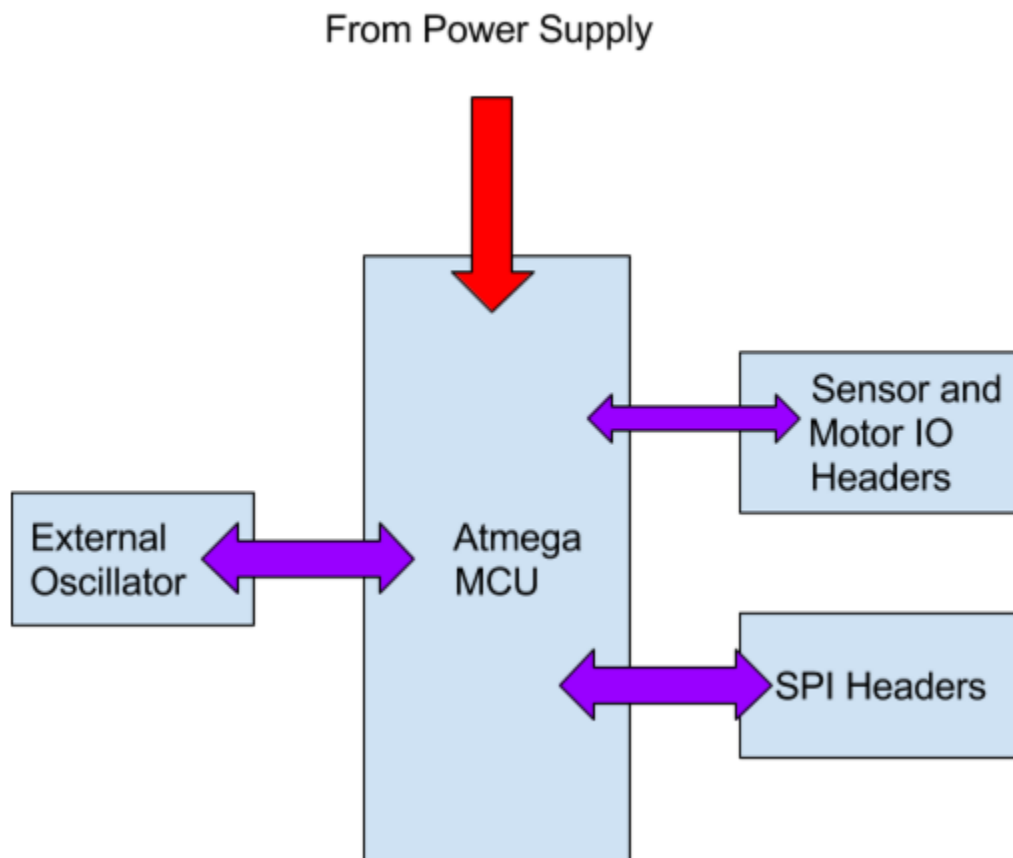 From Power Supply
Sensor and
Motor IO
Headers
External
Oscillator
Atmega
MCU
SPI Headers